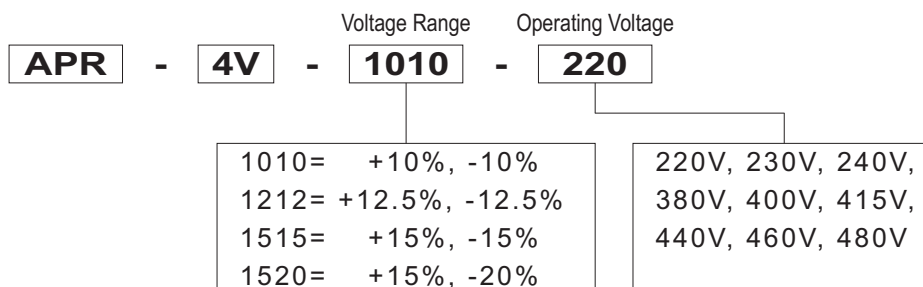 Voltage Range Operating Voltage
APR - 4V - 1010 - 220
1010= +10%, -10%
1212= +12.5%, -12.5%
1515= +15%, -15%
1520= +15%, -20%
220V, 230V, 240V,
380V, 400V, 415V,
440V, 460V, 480V